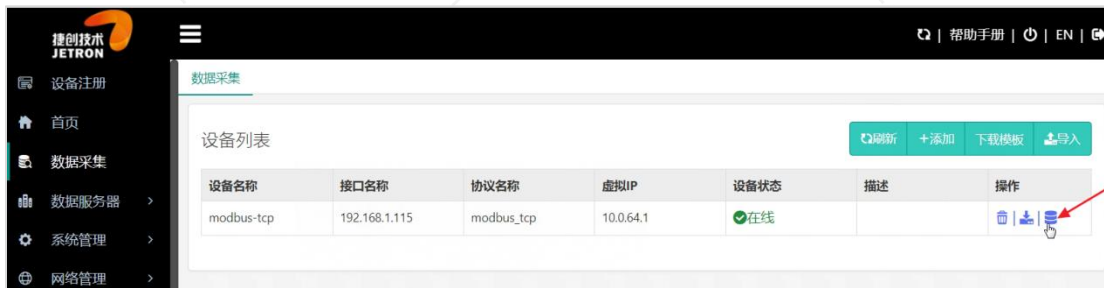 捷创技术
JETRON
帮助手册 | EN |
设备注册
首页
数据采集
数据服务器
系统管理
网络管理
数据采集
设备列表
刷新 +添加 下载模板 导入
设备名称 接口名称 协议名称 虚拟IP 设备状态 描述 操作
modbus-tcp 192.168.1.115 modbus_tcp 10.0.64.1 在线